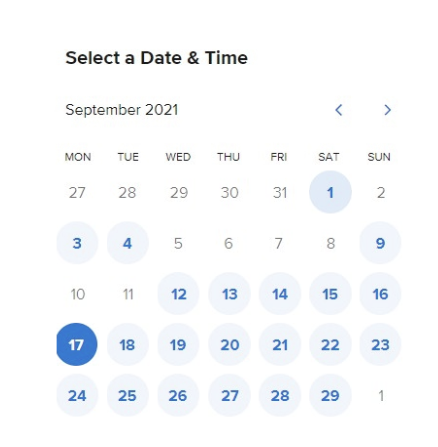 Select a Date & Time
September 2021
MON TUE WED THU FRI SAT SUN
27 28 29 30 31 1 2
3 4 5 6 7 8 9
10 11 12 13 14 15 16
17 18 19 20 21 22 23
24 25 26 27 28 29 1